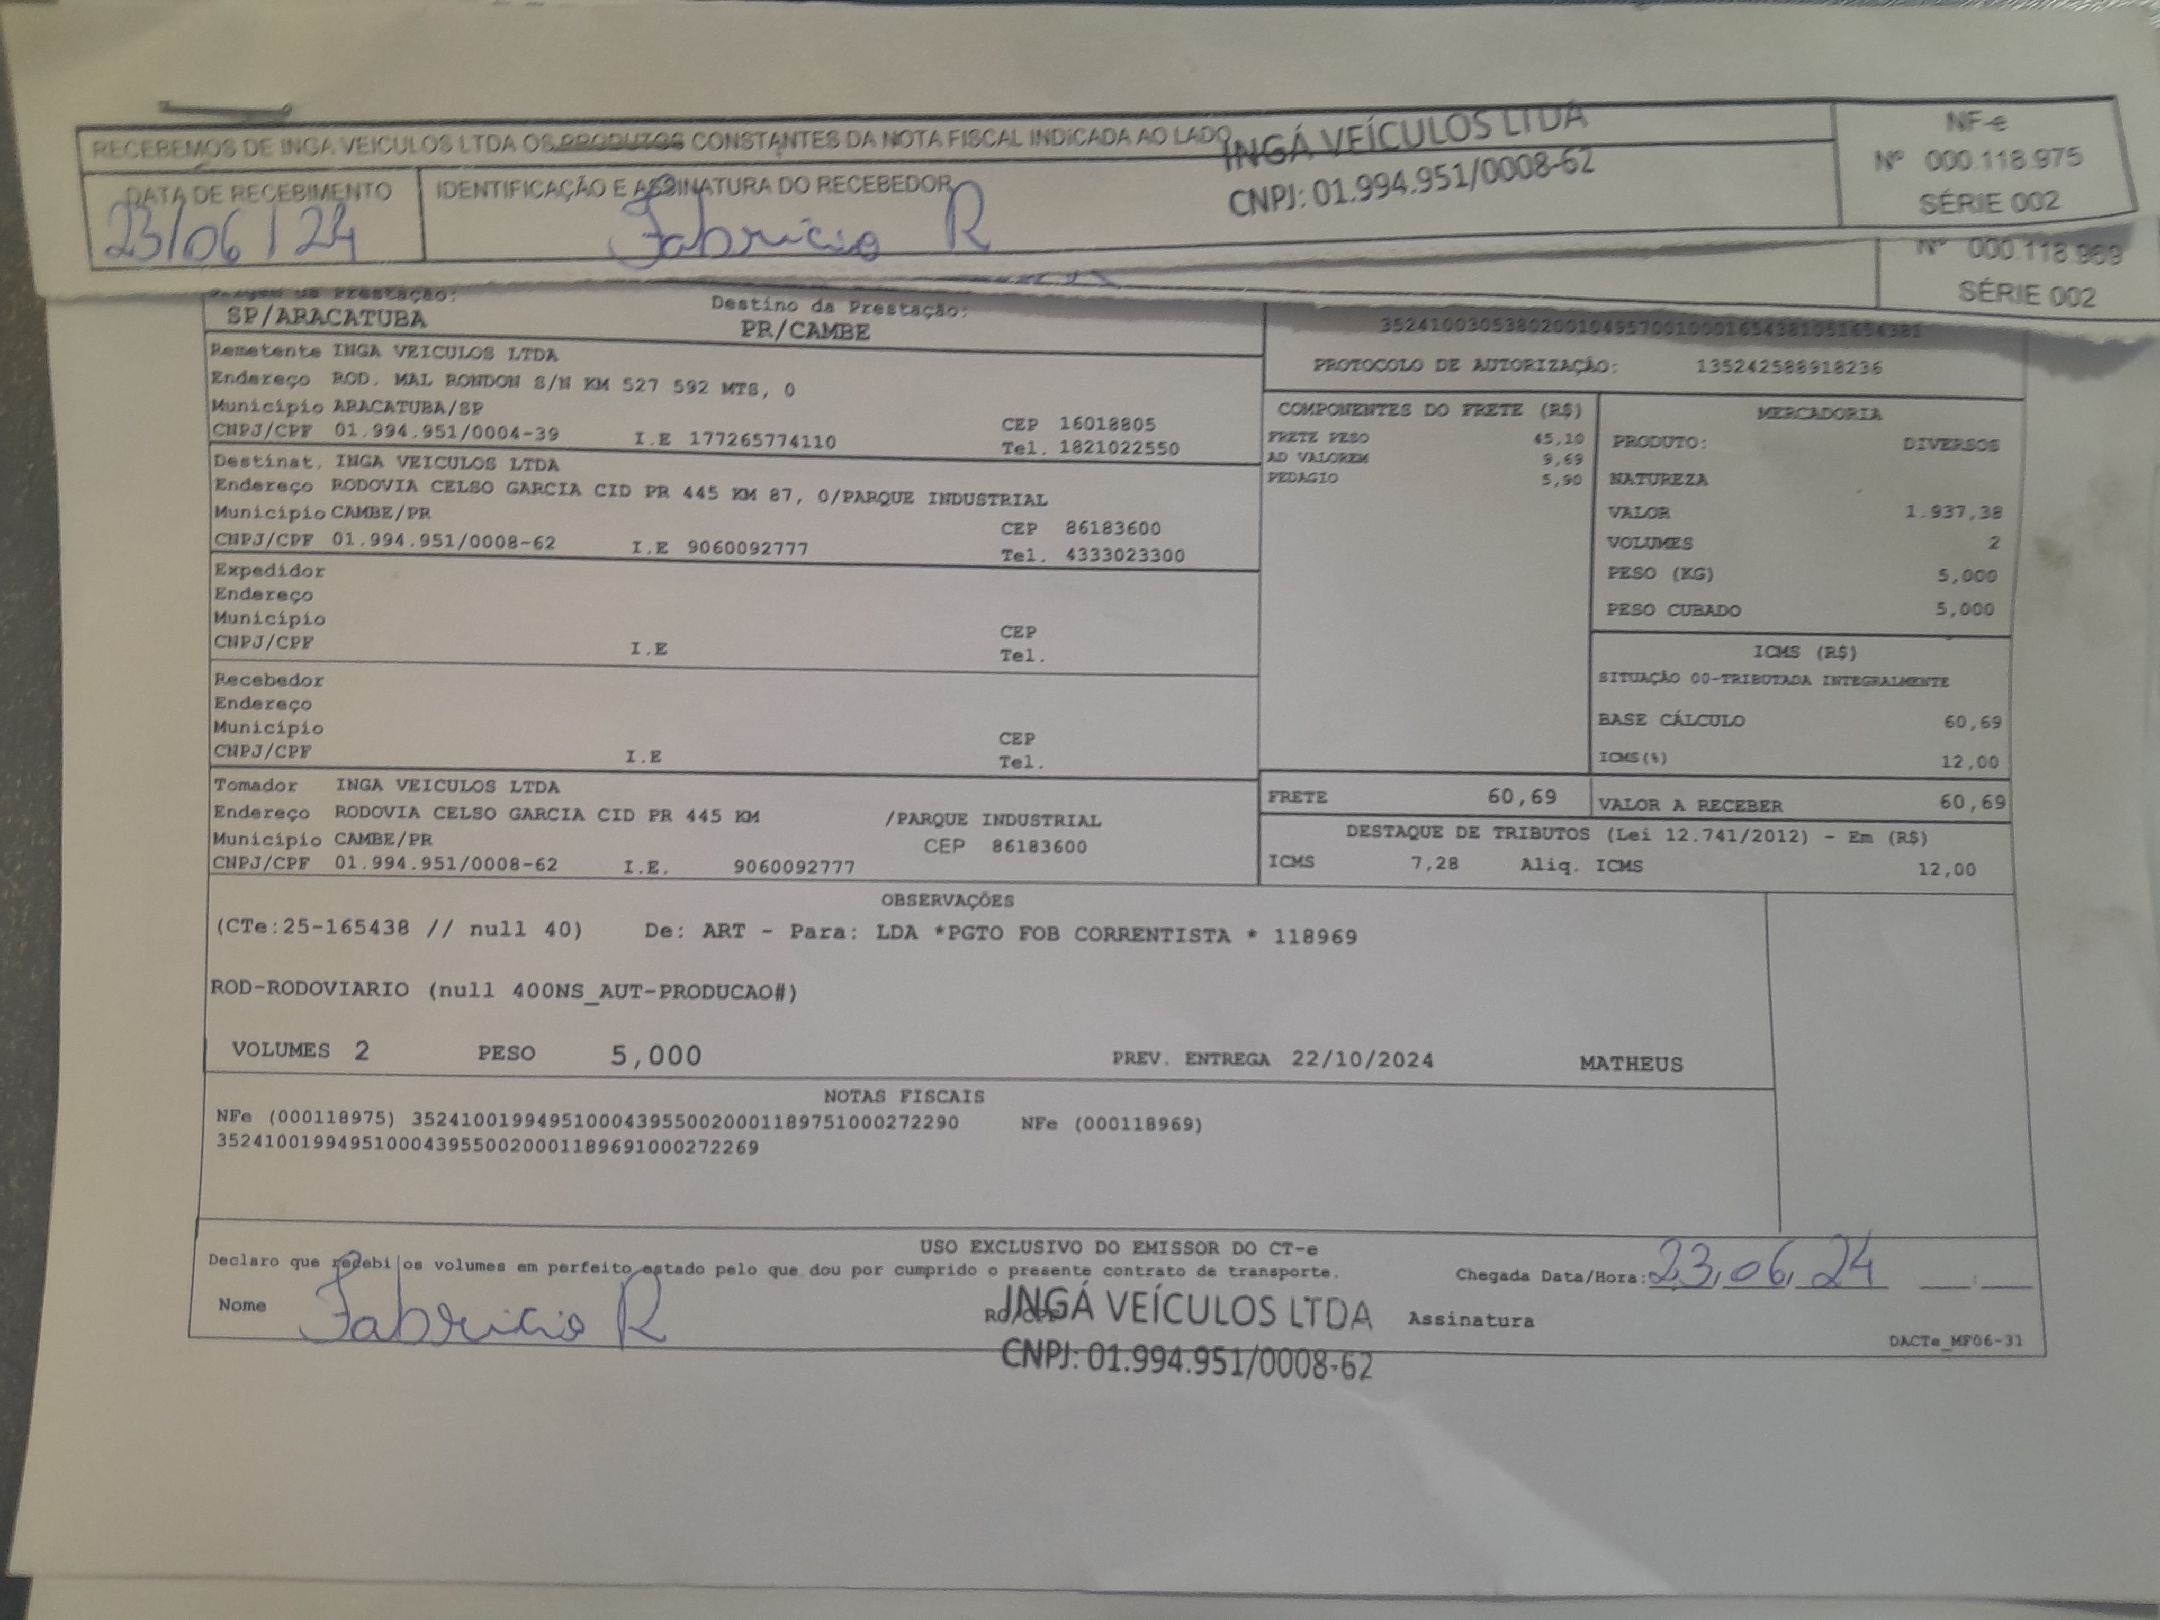 RECEBEMOS DE INGA VEICULOS LTDA OS PRODUTOS CONSTANTES DA NOTA FISCAL INDICADA AO LADO
INGÁ VEÍCULOS LTDA
CNPJ: 01.994.951/0008-62
NF-e
Nº 000.118.975
SÉRIE 002
DATA DE RECEBIMENTO
23/06/24
IDENTIFICAÇÃO E ASSINATURA DO RECEBEDOR
Fabricio R
Nº 000.118.969
SÉRIE 002
Origem da Prestação:
SP/ARACATUBA
Destino da Prestação:
PR/CAMBE
PROTOCOLO DE AUTORIZAÇÃO: 135242588918236
Remetente INGA VEICULOS LTDA
Endereço ROD. MAL RONDON S/N KM 527 592 MTS, 0
Município ARACATUBA/SP CEP 16018805
CNPJ/CPF 01.994.951/0004-39 I.E 177265774110 Tel. 1821022550
Destinat. INGA VEICULOS LTDA
Endereço RODOVIA CELSO GARCIA CID PR 445 KM 87, 0/PARQUE INDUSTRIAL
Município CAMBE/PR CEP 86183600
CNPJ/CPF 01.994.951/0008-62 I.E 9060092777 Tel. 4333023300
Expedidor
Endereço
Município CEP
CNPJ/CPF I.E Tel.
Recebedor
Endereço
Município CEP
CNPJ/CPF I.E Tel.
Tomador INGA VEICULOS LTDA
Endereço RODOVIA CELSO GARCIA CID PR 445 KM /PARQUE INDUSTRIAL
Município CAMBE/PR CEP 86183600
CNPJ/CPF 01.994.951/0008-62 I.E. 9060092777
COMPONENTES DO FRETE (R$)
FRETE PESO 45,10
AD VALOREM 9,69
PEDAGIO 5,90
MERCADORIA
PRODUTO: DIVERSOS
NATUREZA
VALOR 1.937,38
VOLUMES 2
PESO (KG) 5,000
PESO CUBADO 5,000
ICMS (R$)
SITUAÇÃO 00-TRIBUTADA INTEGRALMENTE
BASE CÁLCULO 60,69
ICMS(%) 12,00
FRETE 60,69 VALOR A RECEBER 60,69
DESTAQUE DE TRIBUTOS (Lei 12.741/2012) - Em (R$)
ICMS 7,28 Aliq. ICMS 12,00
OBSERVAÇÕES
(CTe:25-165438 // null 40) De: ART - Para: LDA *PGTO FOB CORRENTISTA * 118969
ROD-RODOVIARIO (null 400NS_AUT-PRODUCAO#)
VOLUMES 2 PESO 5,000 PREV. ENTREGA 22/10/2024 MATHEUS
NOTAS FISCAIS
NFe (000118975) 35241001994951000439550020001189751000272290 NFe (000118969)
35241001994951000439550020001189691000272269
USO EXCLUSIVO DO EMISSOR DO CT-e
Declaro que recebi os volumes em perfeito estado pelo que dou por cumprido o presente contrato de transporte. Chegada Data/Hora: 23/06/24 __:__
Nome Fabricio R RG/CPF Assinatura
INGÁ VEÍCULOS LTDA
CNPJ: 01.994.951/0008-62
DACTe_MF06-31